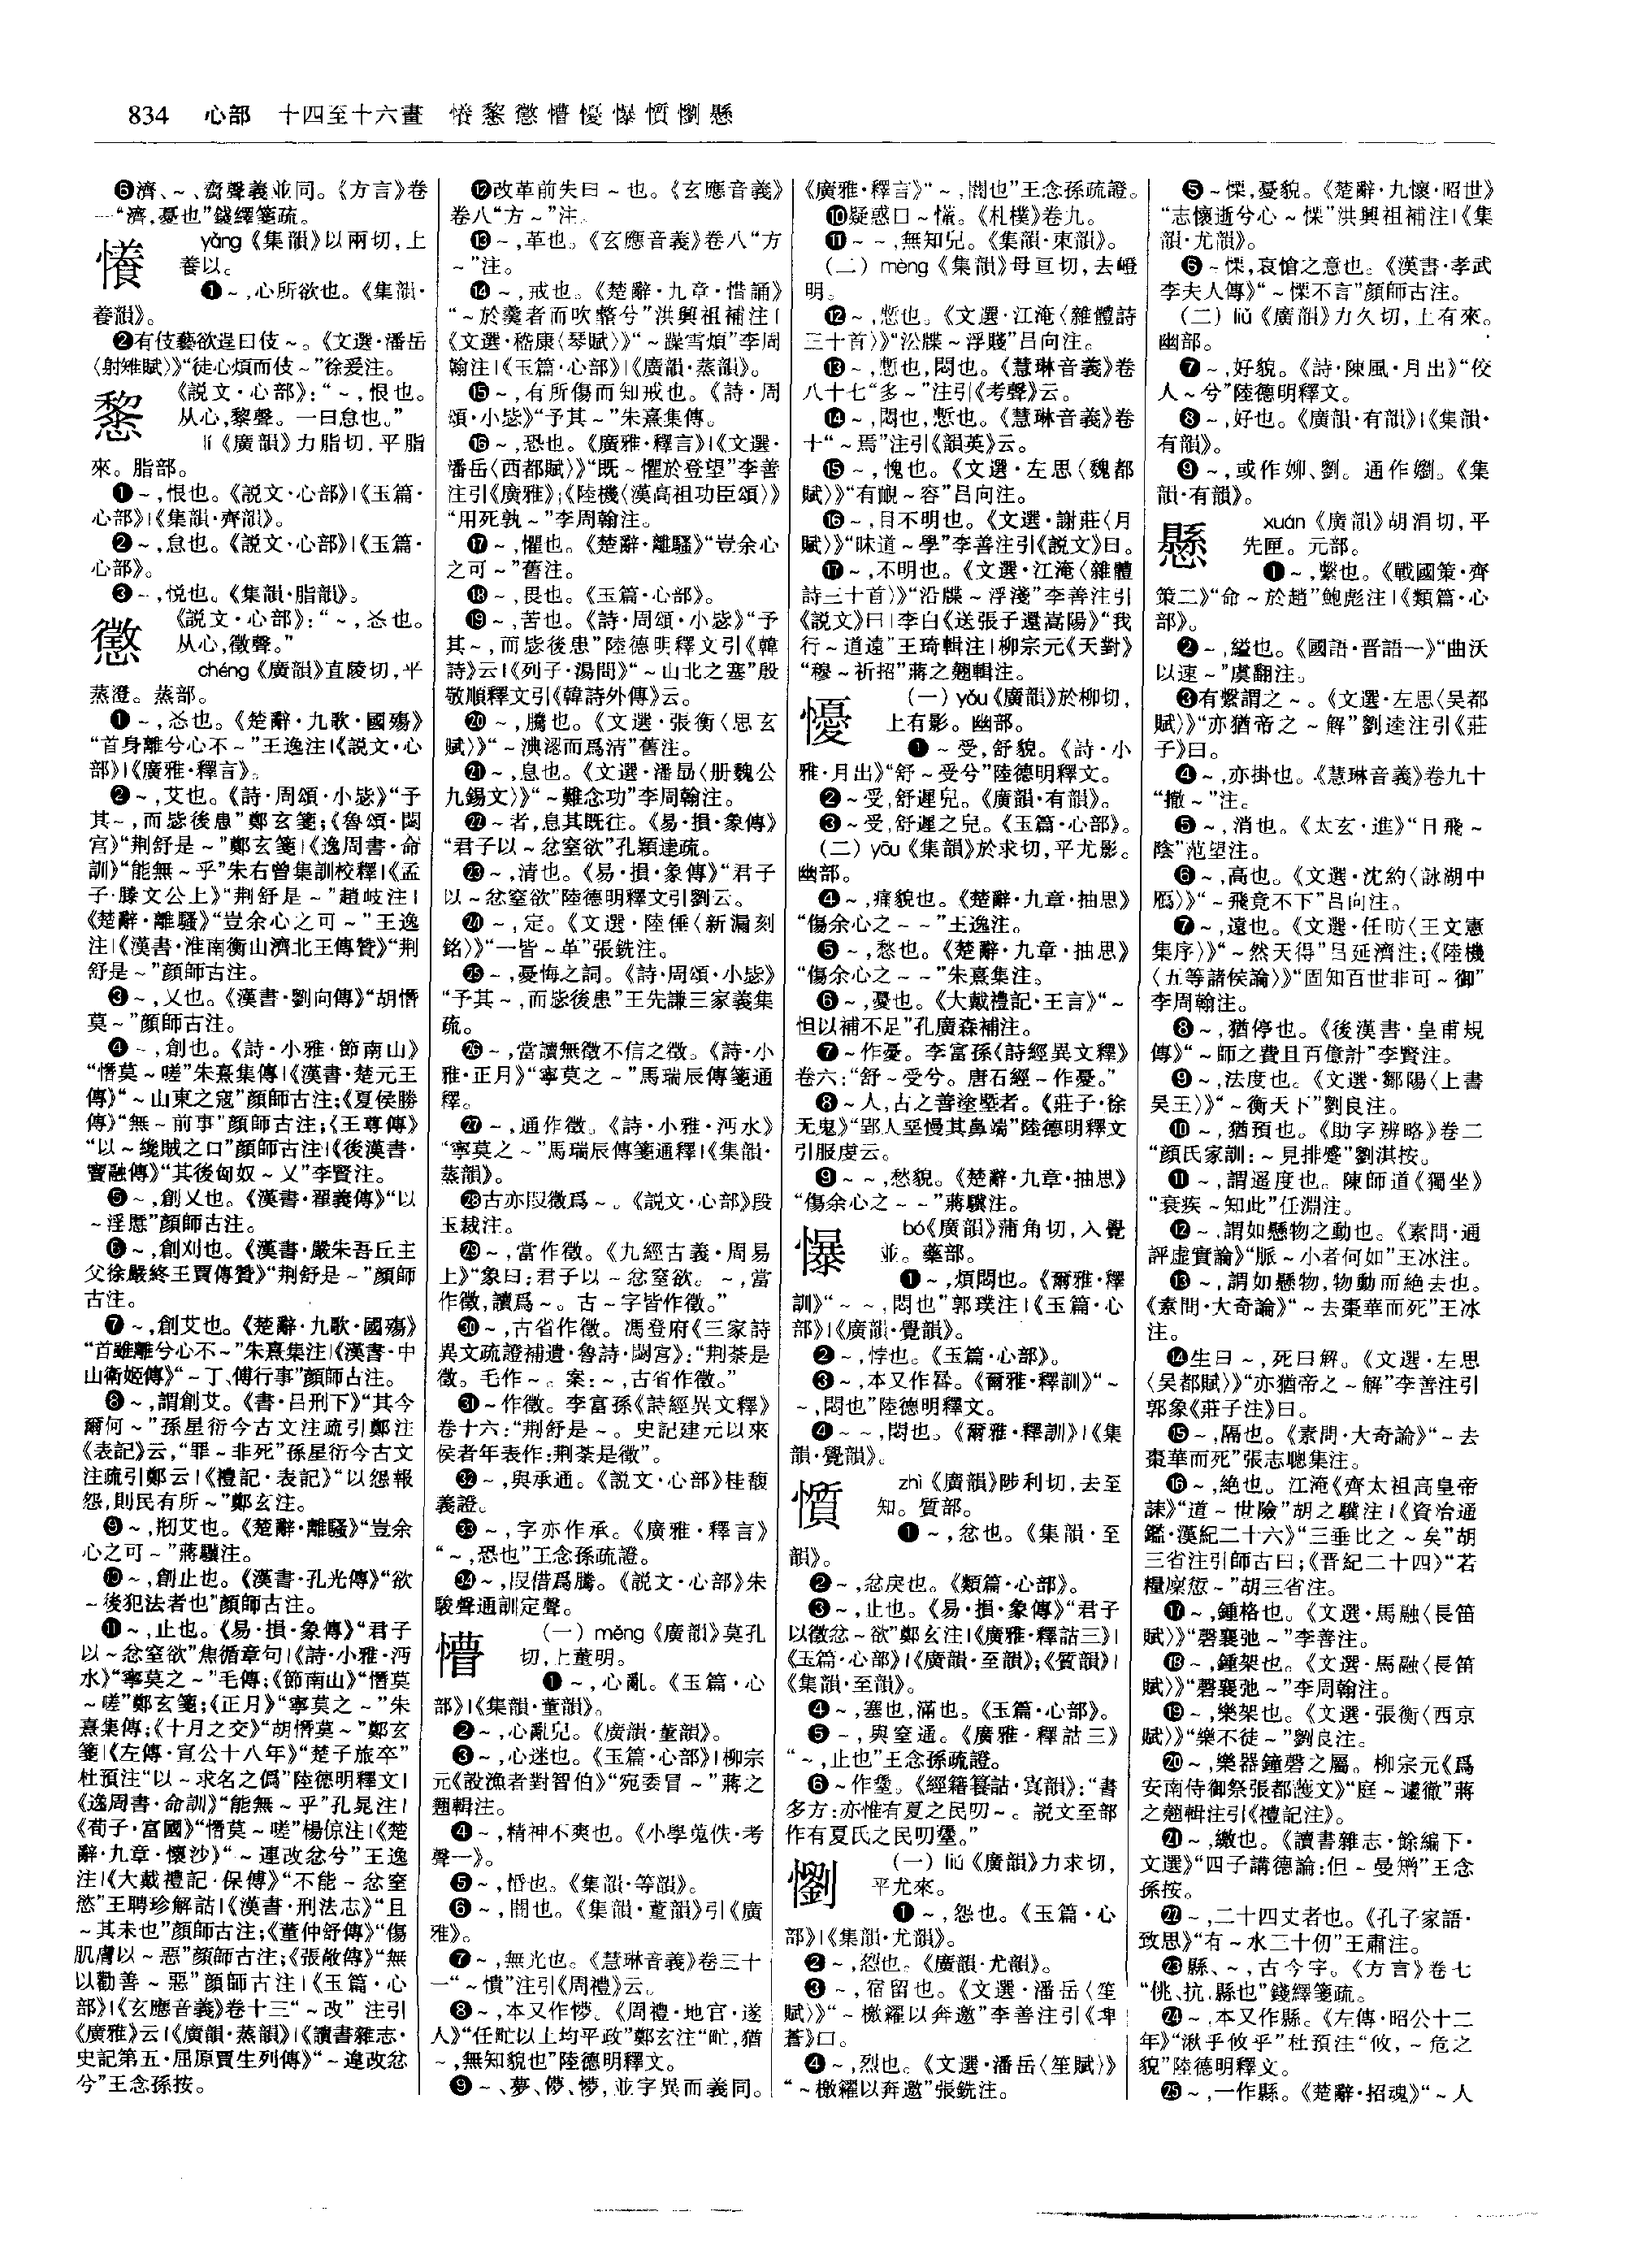 834 心部 十四至十六畫 懩 懰 懲 懵 懮 懪 懫 懰 懸
❻濟、~、齌聲義並同。《方言》卷
一“濟,憂也”錢繹箋疏。
懩 yǎng《集韻》以兩切,上
養以。
❶~,心所欲也。《集韻·
養韻》。
❷有伎藝欲逞曰伎~。《文選·潘岳
〈射雉賦〉》“徒心煩而伎~”徐爰注。
《説文·心部》:“~,恨也。
从心,黎聲。一曰怠也。”
lí《廣韻》力脂切,平脂
來。脂部。
❶~,恨也。《説文·心部》|《玉篇·
心部》|《集韻·齊韻》。
❷~,怠也。《説文·心部》|《玉篇·
心部》。
❸~,悦也。《集韻·脂韻》。
懲 《説文·心部》:“~,㣻也。
从心,徵聲。”
chéng《廣韻》直陵切,平
蒸澄。蒸部。
❶~,㣻也。《楚辭·九歌·國殤》
“首身離兮心不~”王逸注|《説文·心
部》|《廣雅·釋言》。
❷~,艾也。《詩·周頌·小毖》“予
其~,而毖後患”鄭玄箋;《魯頌·閟
宫》“荆舒是~”鄭玄箋|《逸周書·命
訓》“能無~乎”朱右曾集訓校釋|《孟
子·滕文公上》“荆舒是~”趙岐注|
《楚辭·離騷》“豈余心之可~”王逸
注|《漢書·淮南衡山濟北王傳贊》“荆
舒是~”顔師古注。
❸~,乂也。《漢書·劉向傳》“胡憯
莫~”顔師古注。
❹~,創也。《詩·小雅·節南山》
“憯莫~嗟”朱熹集傳|《漢書·楚元王
傳》“~山東之寇”顔師古注;《夏侯勝
傳》“無~前事”顔師古注;《王尊傳》
“以~纔賊之口”顔師古注|《後漢書·
竇融傳》“其後匈奴~乂”李賢注。
❺~,創乂也。《漢書·翟義傳》“以
~淫慝”顔師古注。
❻~,創刈也。《漢書·嚴朱吾丘主
父徐嚴終王賈傳贊》“荆舒是~”顔師
古注。
❼~,創艾也。《楚辭·九歌·國殤》
“首雖離兮心不~”朱熹集注|《漢書·中
山衛姬傳》“~丁、傅行事”顔師古注。
❽~,謂創艾。《書·吕刑下》“其今
爾何~”孫星衍今古文注疏引鄭注
《表記》云,“罪~非死”孫星衍今古文
注疏引鄭云|《禮記·表記》“以怨報
怨,則民有所~”鄭玄注。
❾~,刱艾也。《楚辭·離騷》“豈余
心之可~”蔣驥注。
❿~,創止也。《漢書·孔光傳》“欲
~後犯法者也”顔師古注。
⓫~,止也。《易·損·象傳》“君子
以~忿窒欲”焦循章句|《詩·小雅·沔
水》“寧莫之~”毛傳;《節南山》“憯莫
~嗟”鄭玄箋;《正月》“寧莫之~”朱
熹集傳;《十月之交》“胡憯莫~”鄭玄
箋|《左傳·宣公十八年》“楚子旅卒”
杜預注“以~求名之僞”陸德明釋文|
《逸周書·命訓》“能無~乎”孔晁注|
《荀子·富國》“憯莫~嗟”楊倞注|《楚
辭·九章·懷沙》“~連改忿兮”王逸
注|《大戴禮記·保傅》“不能~忿窒
慾”王聘珍解詁|《漢書·刑法志》“且
~其未也”顔師古注;《董仲舒傳》“傷
肌膚以~惡”顔師古注;《張敞傳》“無
以勸善~惡”顔師古注|《玉篇·心
部》|《玄應音義》卷十三“~改”注引
《廣雅》云|《廣韻·蒸韻》|《讀書雜志·
史記第五·屈原賈生列傳》“~違改忿
兮”王念孫按。
⓬改革前失曰~也。《玄應音義》
卷八“方~”注。
⓭~,革也。《玄應音義》卷八“方
~”注。
⓮~,戒也。《楚辭·九章·惜誦》
“~於羹者而吹䪢兮”洪興祖補注|
《文選·嵇康〈琴賦〉》“~躁雪煩”李周
翰注|《玉篇·心部》|《廣韻·蒸韻》。
⓯~,有所傷而知戒也。《詩·周
頌·小毖》“予其~”朱熹集傳。
⓰~,恐也。《廣雅·釋言》|《文選·
潘岳〈西都賦〉》“既~懼於登望”李善
注引《廣雅》;《陸機〈漢高祖功臣頌〉》
“用死孰~”李周翰注。
⓱~,懼也。《楚辭·離騷》“豈余心
之可~”舊注。
⓲~,畏也。《玉篇·心部》。
⓳~,苦也。《詩·周頌·小毖》“予
其~,而毖後患”陸德明釋文引《韓
詩》云|《列子·湯問》“~山北之塞”殷
敬順釋文引《韓詩外傳》云。
⓴~,騰也。《文選·張衡〈思玄
賦〉》“~淟涊而爲清”舊注。
㉑~,息也。《文選·潘勗〈册魏公
九錫文〉》“~難念功”李周翰注。
㉒~者,息其既往。《易·損·象傳》
“君子以~忿窒欲”孔穎達疏。
㉓~,清也。《易·損·象傳》“君子
以~忿窒欲”陸德明釋文引劉云。
㉔~,定。《文選·陸倕〈新漏刻
銘〉》“一皆~革”張銑注。
㉕~,憂悔之詞。《詩·周頌·小毖》
“予其~,而毖後患”王先謙三家義集
疏。
㉖~,當讀無徵不信之徵。《詩·小
雅·正月》“寧莫之~”馬瑞辰傳箋通
釋。
㉗~,通作徵。《詩·小雅·沔水》
“寧莫之~”馬瑞辰傳箋通釋|《集韻·
蒸韻》。
㉘古亦叚徵爲~。《説文·心部》段
玉裁注。
㉙~,當作徵。《九經古義·周易
上》“象曰:君子以~忿窒欲。~,當
作徵,讀爲~。古~字皆作徵。”
㉚~,古省作徵。馮登府《三家詩
異文疏證補遺·魯詩·閟宫》:“荆荼是
徵。毛作~。案:~,古省作徵。”
㉛~作徵。李富孫《詩經異文釋》
卷十六:“荆舒是~。史記建元以來
侯者年表作:荆荼是徵”。
㉜~,與承通。《説文·心部》桂馥
義證。
㉝~,字亦作承。《廣雅·釋言》
“~,恐也”王念孫疏證。
㉞~,叚借爲騰。《説文·心部》朱
駿聲通訓定聲。
懵 (一)měng《廣韻》莫孔
切,上董明。
❶~,心亂。《玉篇·心
部》|《集韻·董韻》。
❷~,心亂皃。《廣韻·董韻》。
❸~,心迷也。《玉篇·心部》|柳宗
元《設漁者對智伯》“宛委冒~”蔣之
翹輯注。
❹~,精神不爽也。《小學蒐佚·考
聲一》。
❺~,惛也。《集韻·等韻》。
❻~,闇也。《集韻·董韻》引《廣
雅》。
❼~,無光也。《慧琳音義》卷三十
一“~憒”注引《周禮》云。
❽~,本又作㦟。《周禮·地官·遂
人》“任甿以上均平政”鄭玄注“甿,猶
~,無知貌也”陸德明釋文。
❾~、夢、儚、㦟,並字異而義同。
《廣雅·釋言》“~,闇也”王念孫疏證。
❿疑惑曰~慌。《札樸》卷九。
⓫~~,無知皃。《集韻·東韻》。
(二)mèng《集韻》母亘切,去嶝
明。
⓬~,慙也。《文選·江淹〈雜體詩
三十首〉》“㳂牒~浮賤”吕向注。
⓭~,慙也,悶也。《慧琳音義》卷
八十七“多~”注引《考聲》云。
⓮~,悶也,慙也。《慧琳音義》卷
十“~焉”注引《韻英》云。
⓯~,愧也。《文選·左思〈魏都
賦〉》“有靦~容”吕向注。
⓰~,目不明也。《文選·謝莊〈月
賦〉》“昧道~學”李善注引《説文》曰。
⓱~,不明也。《文選·江淹〈雜體
詩三十首〉》“沿牒~浮淺”李善注引
《説文》曰|李白《送張子還嵩陽》“我
行~道遠”王琦輯注|柳宗元《天對》
“穆~祈招”蔣之翹輯注。
懮 (一)yǒu《廣韻》於柳切,
上有影。幽部。
❶~受,舒貌。《詩·小
雅·月出》“舒~受兮”陸德明釋文。
❷~受,舒遲皃。《廣韻·有韻》。
❸~受,舒遲之皃。《玉篇·心部》。
(二)yōu《集韻》於求切,平尤影。
幽部。
❹~,痛貌也。《楚辭·九章·抽思》
“傷余心之~~”王逸注。
❺~,愁也。《楚辭·九章·抽思》
“傷余心之~~”朱熹集注。
❻~,憂也。《大戴禮記·王言》“~
怛以補不足”孔廣森補注。
❼~作憂。李富孫《詩經異文釋》
卷六:“舒~受兮。唐石經~作憂。”
❽~人,古之善塗塈者。《莊子·徐
无鬼》“郢人堊慢其鼻端”陸德明釋文
引服虔云。
❾~~,愁貌。《楚辭·九章·抽思》
“傷余心之~~”蔣驥注。
懪 bó《廣韻》蒲角切,入覺
並。藥部。
❶~,煩悶也。《爾雅·釋
訓》“~~,悶也”郭璞注|《玉篇·心
部》|《廣韻·覺韻》。
❷~,悖也。《玉篇·心部》。
❸~,本又作㬥。《爾雅·釋訓》“~
~,悶也”陸德明釋文。
❹~~,悶也。《爾雅·釋訓》|《集
韻·覺韻》。
懫 zhì《廣韻》陟利切,去至
知。質部。
❶~,忿也。《集韻·至
韻》。
❷~,忿戾也。《類篇·心部》。
❸~,止也。《易·損·象傳》“君子
以徵忿~欲”鄭玄注|《廣雅·釋詁三》|
《玉篇·心部》|《廣韻·至韻》;《質韻》|
《集韻·至韻》。
❹~,塞也,滿也。《玉篇·心部》。
❺~,與窒通。《廣雅·釋詁三》
“~,止也”王念孫疏證。
❻~作㙷。《經籍籑詁·寘韻》:“書
多方:亦惟有夏之民叨~。説文至部
作有夏氏之民叨㙷。”
懰 (一)liú《廣韻》力求切,
平尤來。
❶~,怨也。《玉篇·心
部》|《集韻·尤韻》。
❷~,烈也。《廣韻·尤韻》。
❸~,宿留也。《文選·潘岳〈笙
賦〉》“~檄糴以奔邀”李善注引《埤
蒼》曰。
❹~,烈也。《文選·潘岳〈笙賦〉》
“~檄糴以奔邀”張銑注。
❺~慄,憂貌。《楚辭·九懷·昭世》
“志懷逝兮心~慄”洪興祖補注|《集
韻·尤韻》。
❻~慄,哀愴之意也。《漢書·孝武
李夫人傳》“~慄不言”顔師古注。
(二)liǔ《廣韻》力久切,上有來。
幽部。
❼~,好貌。《詩·陳風·月出》“佼
人~兮”陸德明釋文。
❽~,好也。《廣韻·有韻》|《集韻·
有韻》。
❾~,或作㛹、劉。通作嬼。《集
韻·有韻》。
懸 xuán《廣韻》胡涓切,平
先匣。元部。
❶~,繫也。《戰國策·齊
策二》“命~於趙”鮑彪注|《類篇·心
部》。
❷~,縊也。《國語·晋語一》“曲沃
以速~”虞翻注。
❸有繫謂之~。《文選·左思〈吴都
賦〉》“亦猶帝之~解”劉逵注引《莊
子》曰。
❹~,亦掛也。《慧琳音義》卷九十
“撤~”注。
❺~,消也。《太玄·進》“日飛~
陰”范望注。
❻~,高也。《文選·沈約〈詠湖中
鴈〉》“~飛竟不下”吕向注。
❼~,遠也。《文選·任昉〈王文憲
集序〉》“~然天得”吕延濟注;《陸機
〈五等諸侯論〉》“固知百世非可~御”
李周翰注。
❽~,猶停也。《後漢書·皇甫規
傳》“~師之費且百億計”李賢注。
❾~,法度也。《文選·鄒陽〈上書
吴王〉》“~衡天下”劉良注。
❿~,猶預也。《助字辨略》卷二
“顔氏家訓:~見排蹙”劉淇按。
⓫~,謂遥度也。陳師道《獨坐》
“衰疾~知此”任淵注。
⓬~,謂如懸物之動也。《素問·通
評虚實論》“脈~小者何如”王冰注。
⓭~,謂如懸物,物動而絶去也。
《素問·大奇論》“~去棗華而死”王冰
注。
⓮生曰~,死曰解。《文選·左思
〈吴都賦〉》“亦猶帝之~解”李善注引
郭象《莊子注》曰。
⓯~,隔也。《素問·大奇論》“~去
棗華而死”張志聰集注。
⓰~,絶也。江淹《齊太祖高皇帝
誄》“道~世險”胡之驥注|《資治通
鑑·漢紀二十六》“三垂比之~矣”胡
三省注引師古曰;《晋紀二十四》“若
糧廩愆~”胡三省注。
⓱~,鍾格也。《文選·馬融〈長笛
賦〉》“磬襄弛~”李善注。
⓲~,鍾架也。《文選·馬融〈長笛
賦〉》“磬襄弛~”李周翰注。
⓳~,樂架也。《文選·張衡〈西京
賦〉》“樂不徙~”劉良注。
⓴~,樂器鐘磬之屬。柳宗元《爲
安南侍御祭張都護文》“庭~遽徹”蔣
之翹輯注引《禮記注》。
㉑~,繳也。《讀書雜志·餘編下·
文選》“四子講德論:但~曼矰”王念
孫按。
㉒~,二十四丈者也。《孔子家語·
致思》“有~水三十仞”王肅注。
㉓縣、~,古今字。《方言》卷七
“佻、抗,縣也”錢繹箋疏。
㉔~,本又作縣。《左傳·昭公十二
年》“湫乎攸乎”杜預注“攸,~危之
貌”陸德明釋文。
㉕~,一作縣。《楚辭·招魂》“~人